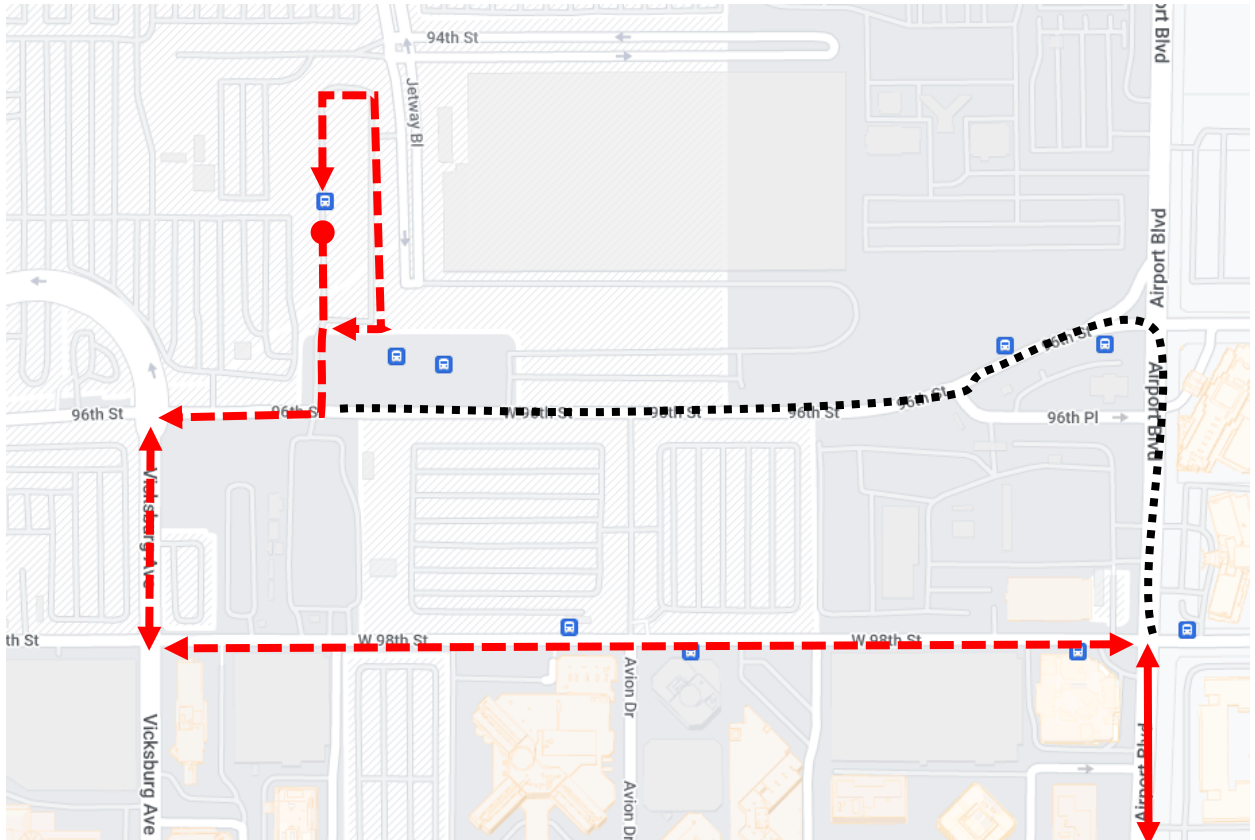 94th St
ort Blvd
Jetway Bl
Airport Blvd
96th St
96th St
96th St
W 96th St
96th St
96th St
96th St
96th Pl
Airport Blvd
Vicksburg Ave
th St
W 98th St
W 98th St
Avion Dr
Vicksburg Ave
Airport Blvd
Avion Dr